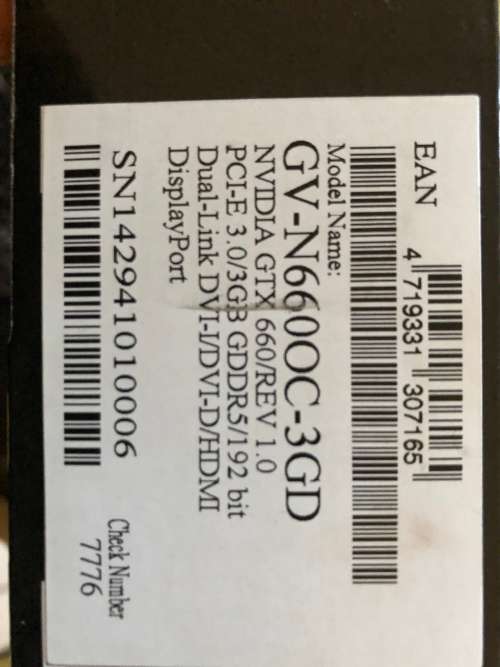 EAN
4 719331 307165
Model Name:
GV-N660OC-3GD
NVIDIA GTX 660/REV 1.0
PCI-E 3.0/3GB GDDR5/192 bit
Dual-Link DVI-I/DVI-D/HDMI
DisplayPort
SN142941010006
Check Number
7776